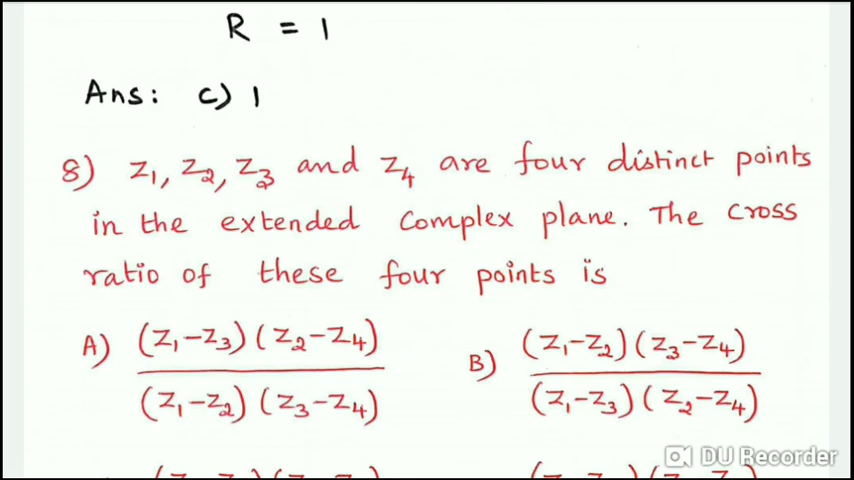 R = 1
Ans: c) 1
8) z₁, z₂, z₃ and z₄ are four distinct points
in the extended complex plane. The cross
ratio of these four points is
A) (z₁-z₃)(z₂-z₄) / (z₁-z₂)(z₃-z₄)
B) (z₁-z₂)(z₃-z₄) / (z₁-z₃)(z₂-z₄)
DU Recorder